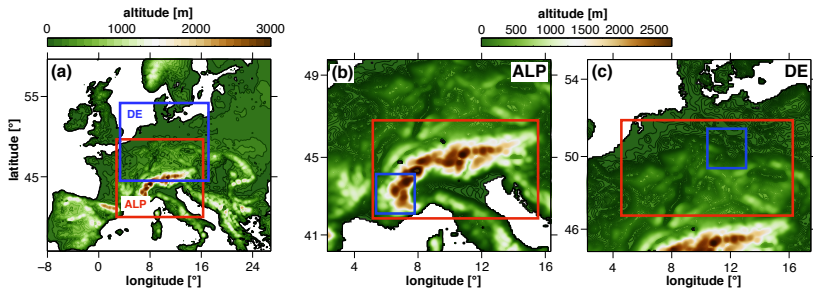 altitude [m]
0 1000 2000 3000
altitude [m]
0 500 1000 1500 2000 2500
(a)
DE
ALP
55
45
latitude [°]
−8 0 8 16 24
longitude [°]
(b) ALP
49
45
41
4 8 12 16
longitude [°]
(c) DE
54
50
46
4 8 12 16
longitude [°]